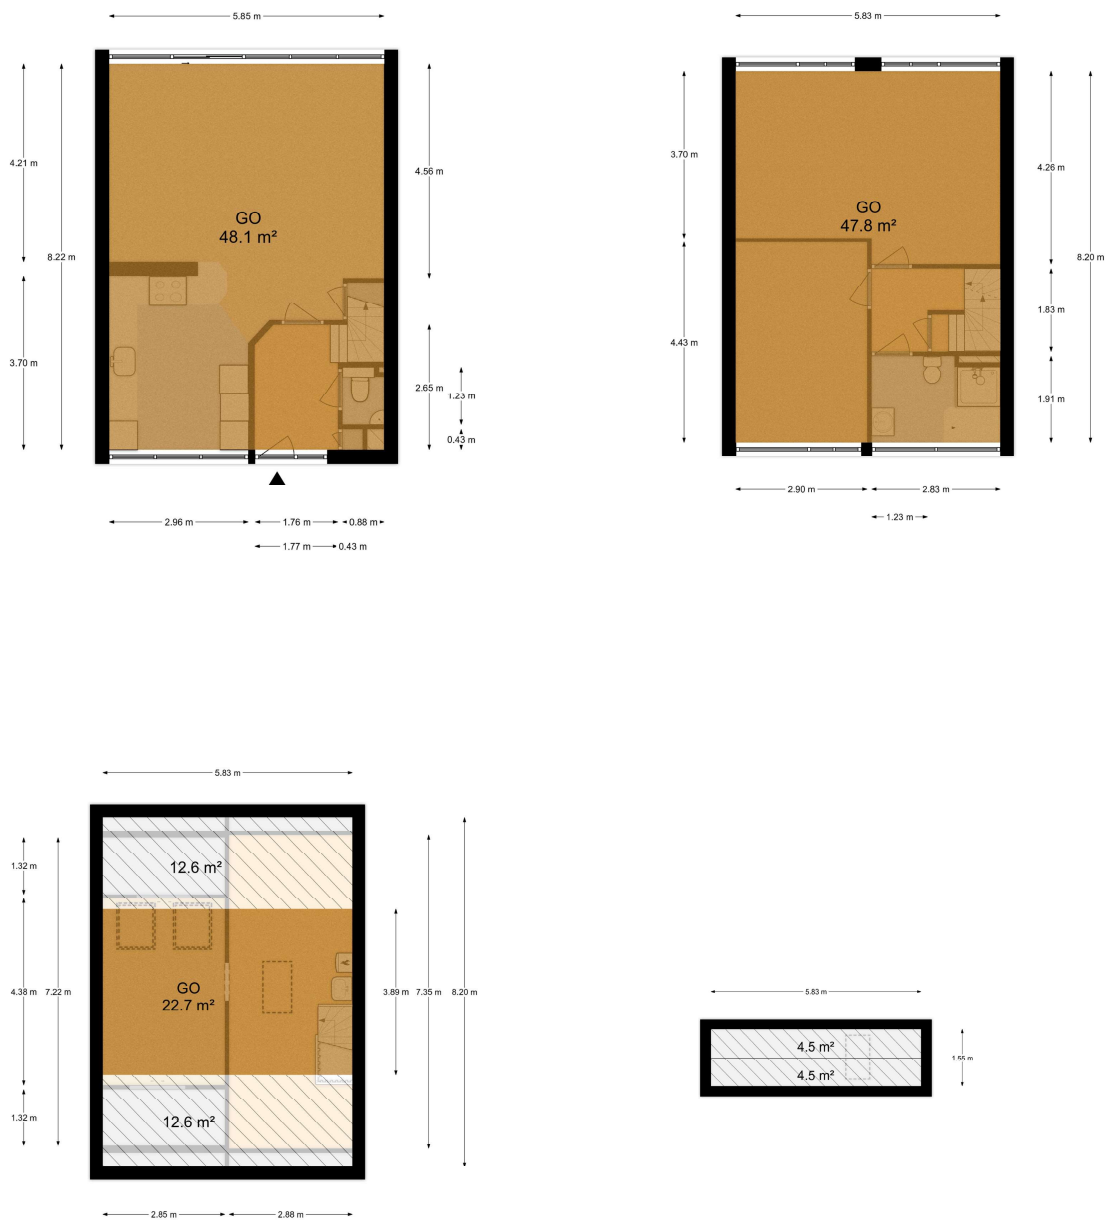 5.85 m
4.21 m
8.22 m
3.70 m
4.56 m
2.65 m
1.23 m
0.43 m
GO
48.1 m²
2.96 m
1.76 m
0.88 m
1.77 m
0.43 m
5.83 m
3.70 m
4.43 m
GO
47.8 m²
4.26 m
8.20 m
1.83 m
1.91 m
2.90 m
2.83 m
1.23 m
5.83 m
1.32 m
4.38 m
7.22 m
1.32 m
12.6 m²
GO
22.7 m²
A
12.6 m²
3.89 m
7.35 m
8.20 m
2.85 m
2.88 m
5.83 m
4.5 m²
4.5 m²